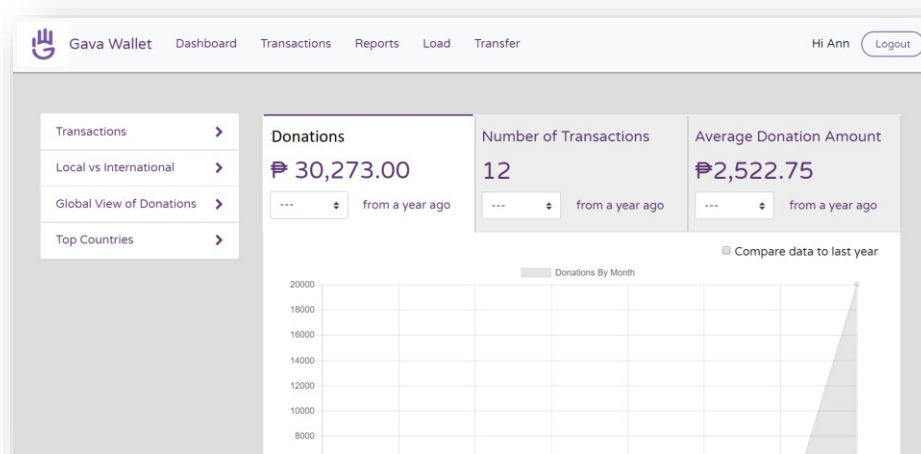 Gava Wallet Dashboard Transactions Reports Load Transfer Hi Ann Logout
Transactions
Local vs International
Global View of Donations
Top Countries
Donations
₱ 30,273.00
--- from a year ago
Number of Transactions
12
--- from a year ago
Average Donation Amount
₱2,522.75
--- from a year ago
Compare data to last year
Donations By Month
20000
18000
16000
14000
12000
10000
8000